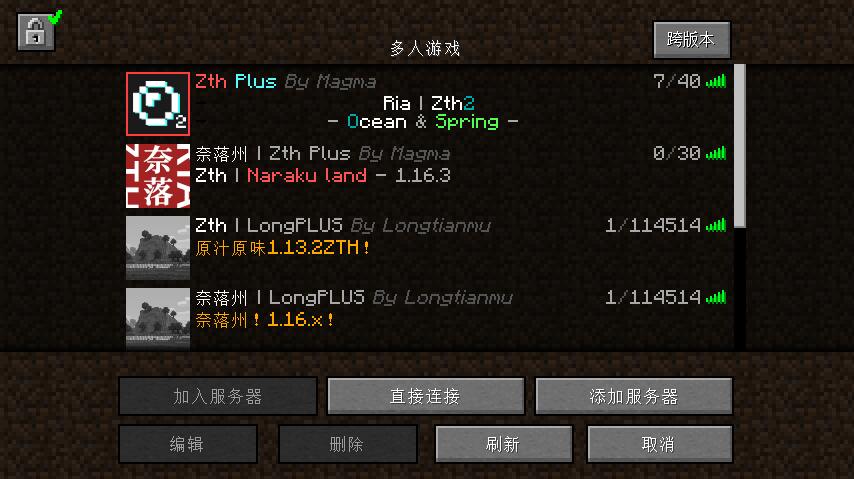 多人游戏
跨版本
Zth Plus By Magma 7/40
Ria | Zth2
- Ocean & Spring -
2
奈落州 | Zth Plus By Magma 0/30
Zth | Naraku land - 1.16.3
奈落
Zth | LongPLUS By Longtianmu 1/114514
原汁原味1.13.2ZTH！
奈落州 | LongPLUS By Longtianmu 1/114514
奈落州！1.16.x！
加入服务器 直接连接 添加服务器
编辑 删除 刷新 取消